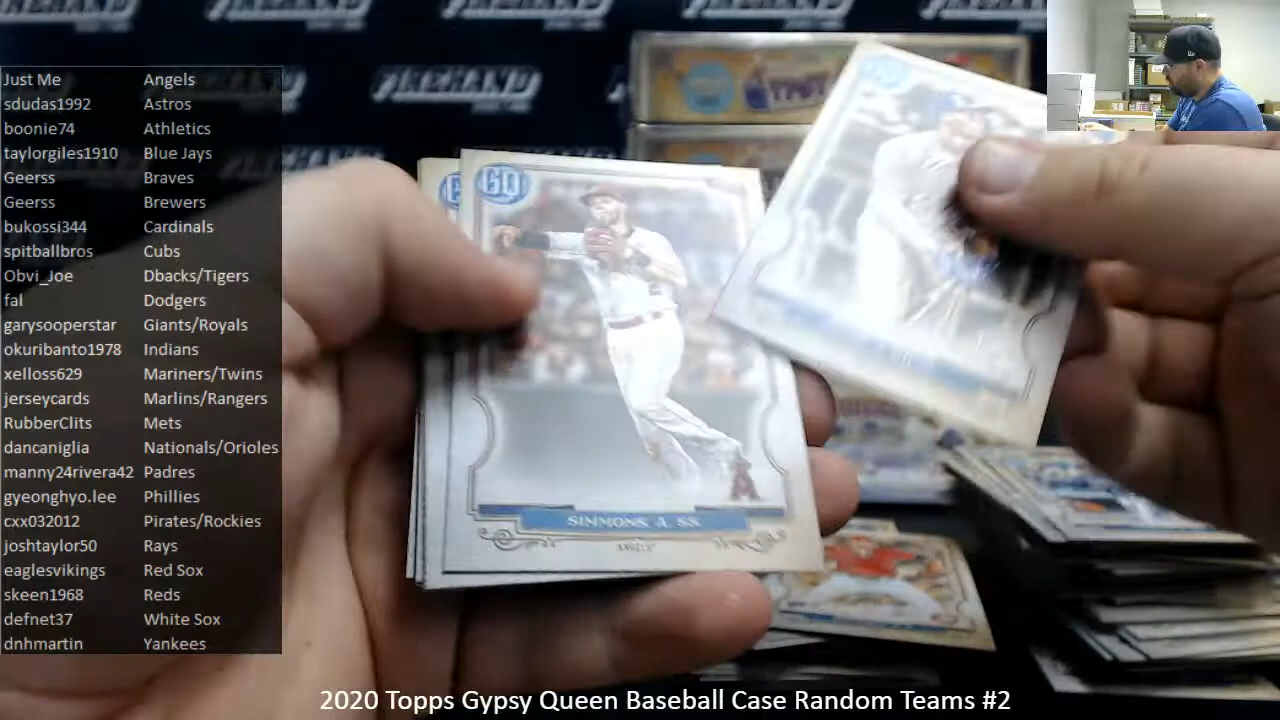 Just Me Angels
sdudas1992 Astros
boonie74 Athletics
taylorgiles1910 Blue Jays
Geerss Braves
Geerss Brewers
bukossi344 Cardinals
spitballbros Cubs
Obvi_Joe Dbacks/Tigers
fal Dodgers
garysooperstar Giants/Royals
okuribanto1978 Indians
xelloss629 Mariners/Twins
jerseycards Marlins/Rangers
RubberClits Mets
dancaniglia Nationals/Orioles
manny24rivera42 Padres
gyeonghyo.lee Phillies
cxx032012 Pirates/Rockies
joshtaylor50 Rays
eaglesvikings Red Sox
skeen1968 Reds
defnet37 White Sox
dnhmartin Yankees
FIREHAND
GQ
SIMMONS, A. SS.
ANGELS
2020 Topps Gypsy Queen Baseball Case Random Teams #2